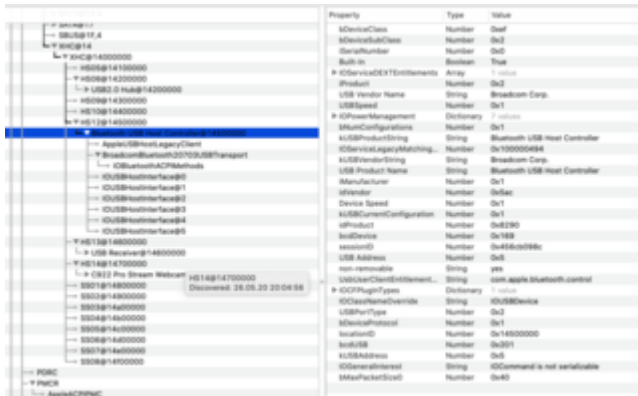 SBUS@1F,4
XHC@14
XHC@14000000
HS05@14100000
HS08@14200000
USB2.0 Hub@14200000
HS09@14300000
HS10@14400000
HS12@14500000
Bluetooth USB Host Controller@14500000
AppleUSBHostLegacyClient
BroadcomBluetooth20703USBTransport
IOBluetoothACPIMethods
IOUSBHostInterface@0
IOUSBHostInterface@1
IOUSBHostInterface@2
IOUSBHostInterface@3
IOUSBHostInterface@4
IOUSBHostInterface@5
HS13@14600000
USB Receiver@14600000
HS14@14700000
C922 Pro Stream Webcam
HS14@14700000
Discovered: 28.05.20 20:04:56
SS01@14800000
SS02@14900000
SS03@14a00000
SS04@14b00000
SS05@14c00000
SS06@14d00000
SS07@14e00000
SS08@14f00000
PDRC
PMCR
AppleACPIPMC
Property Type Value
bDeviceClass Number 0xef
bDeviceSubClass Number 0x2
iSerialNumber Number 0x0
Built-In Boolean True
IOServiceDEXTEntitlements Array 1 value
iProduct Number 0x2
USB Vendor Name String Broadcom Corp.
USBSpeed Number 0x1
IOPowerManagement Dictionary 7 values
bNumConfigurations Number 0x1
kUSBProductString String Bluetooth USB Host Controller
IOServiceLegacyMatching... Number 0x100000494
kUSBVendorString String Broadcom Corp.
USB Product Name String Bluetooth USB Host Controller
iManufacturer Number 0x1
idVendor Number 0x5ac
Device Speed Number 0x1
kUSBCurrentConfiguration Number 0x1
idProduct Number 0x8290
bcdDevice Number 0x169
sessionID Number
USB Address Number 0x5
non-removable String yes
UsbUserClientEntitlement... String com.apple.bluetooth.control
IOCFPlugInTypes Dictionary 1 value
IOClassNameOverride String IOUSBDevice
USBPortType Number 0x2
bDeviceProtocol Number 0x1
locationID Number 0x14500000
bcdUSB Number 0x201
kUSBAddress Number 0x5
IOGeneralInterest String IOCommand is not serializable
bMaxPacketSize0 Number 0x40